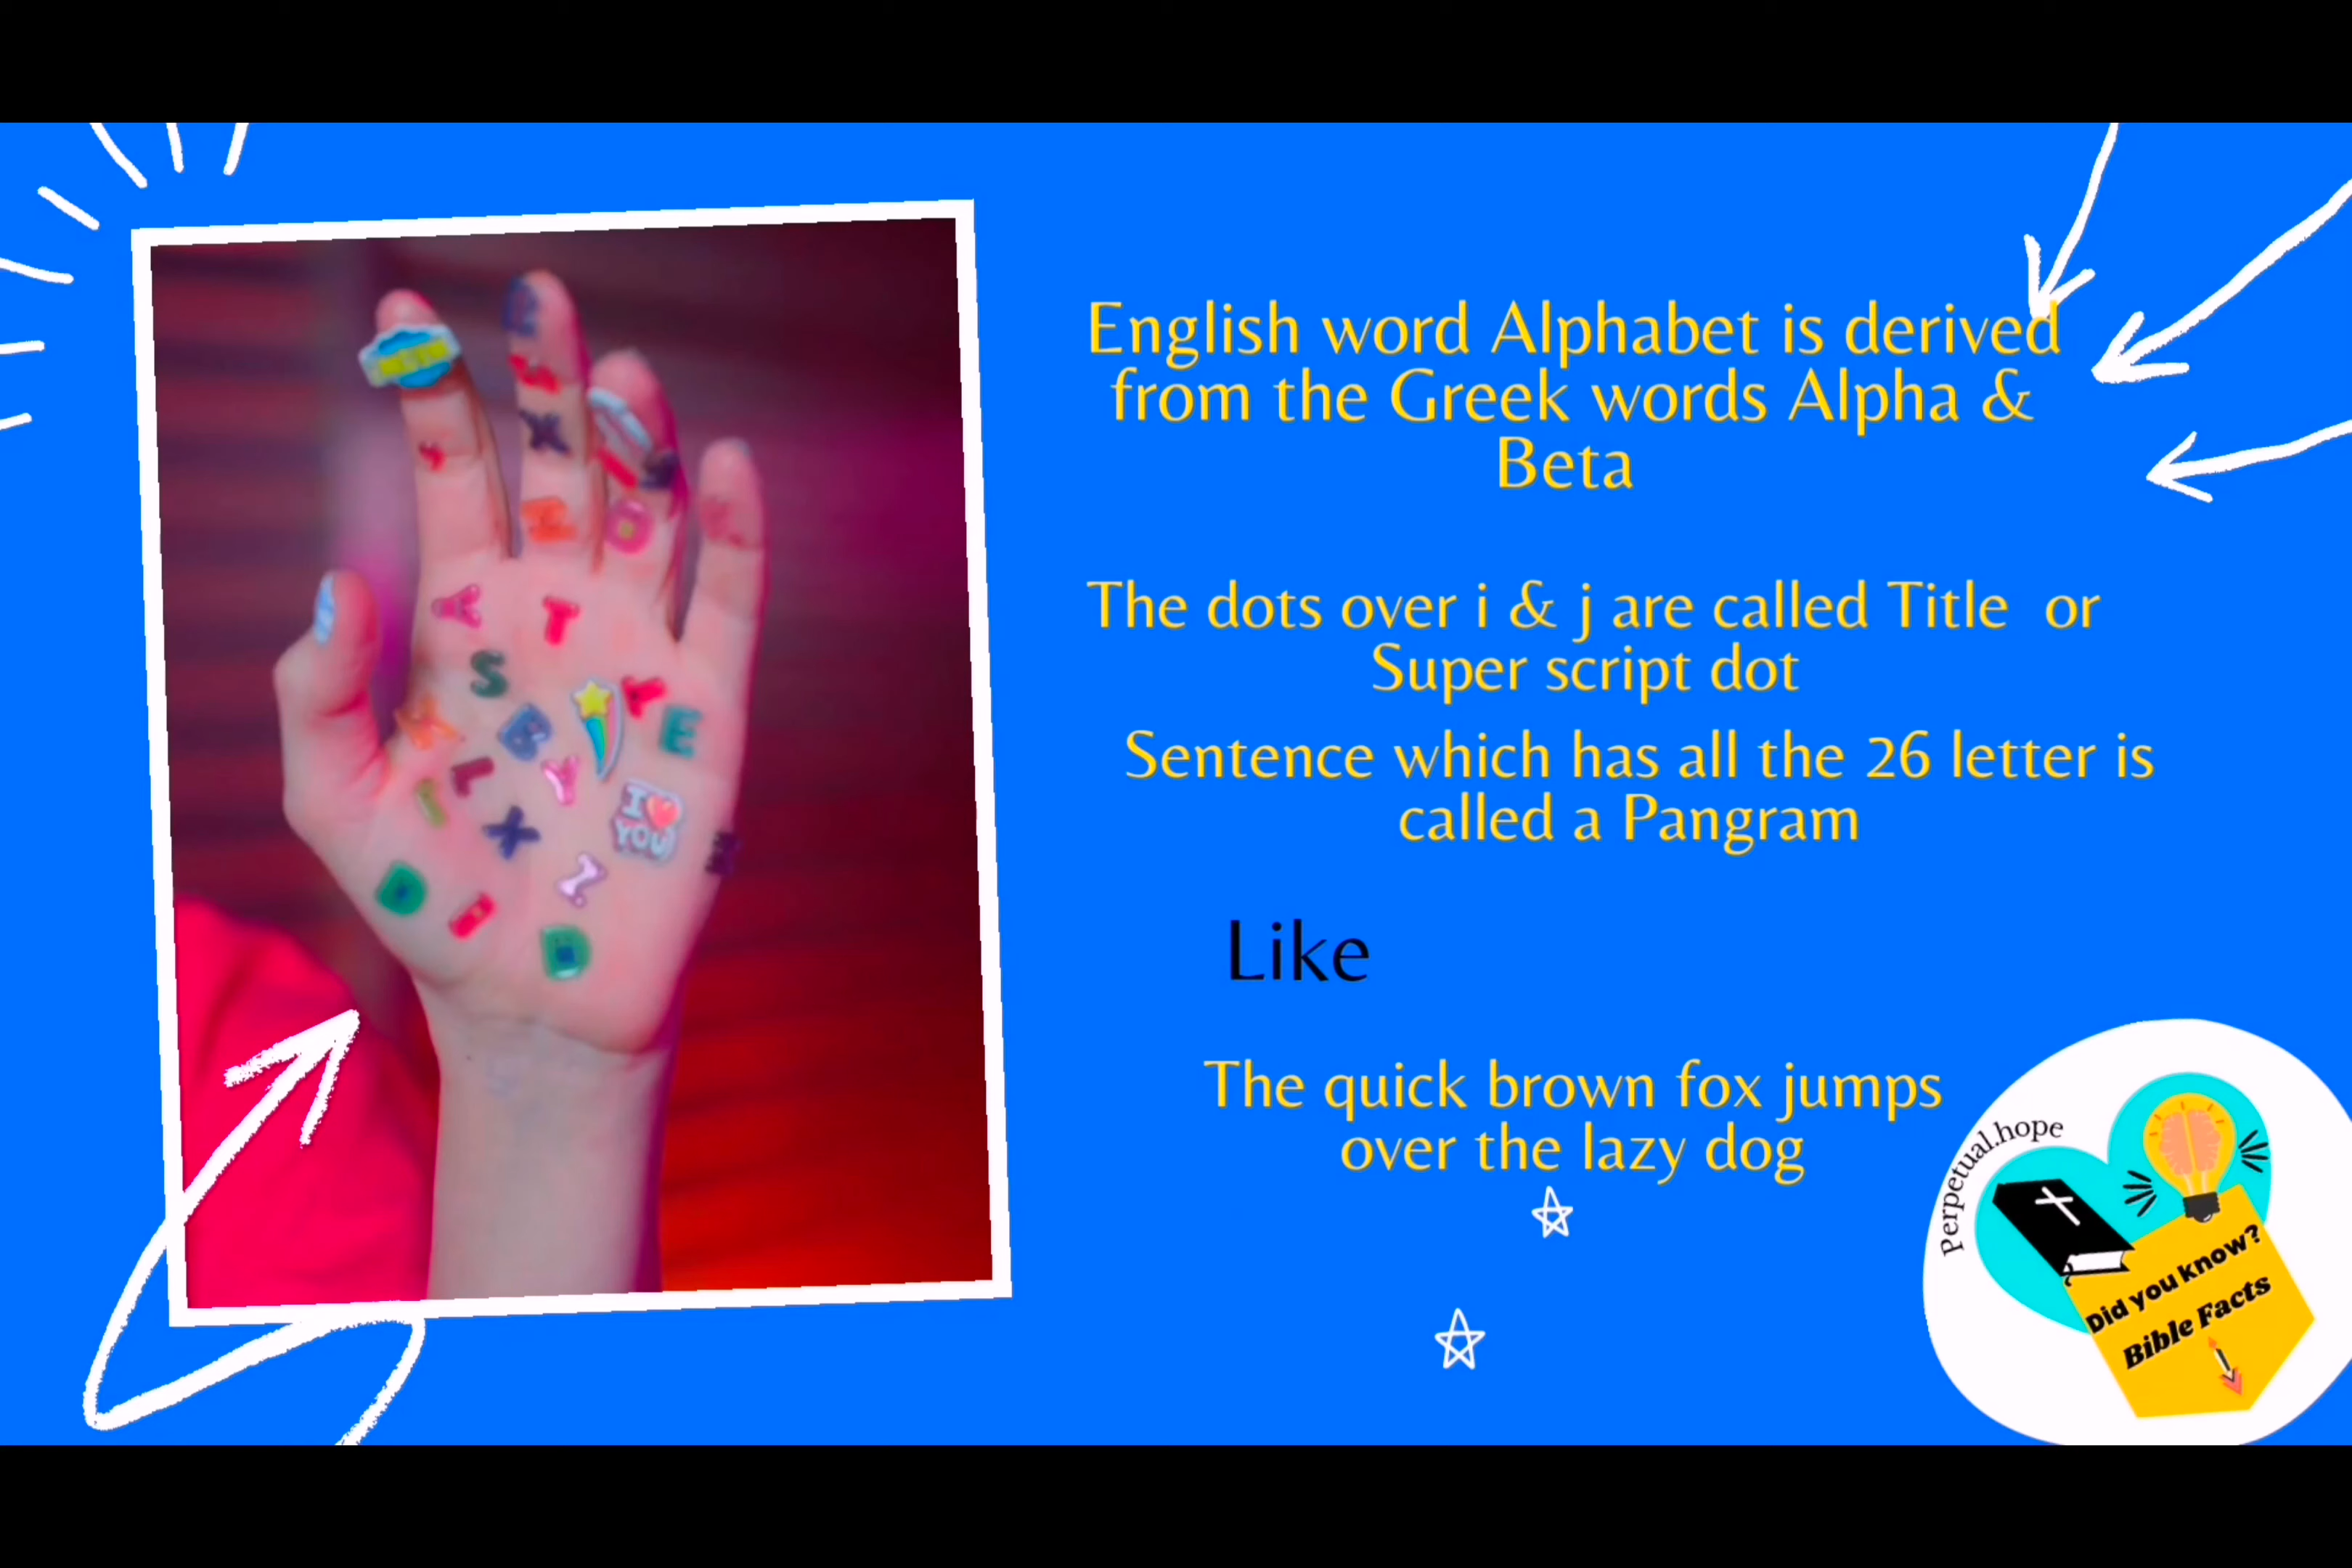 English word Alphabet is derived
from the Greek words Alpha &
Beta
The dots over i & j are called Title or
Super script dot
Sentence which has all the 26 letter is
called a Pangram
Like
The quick brown fox jumps
over the lazy dog
Perpetual.hope
Did you know?
Bible Facts
Y T
S
B Y E
L Y
X
I ❤ YOU
D